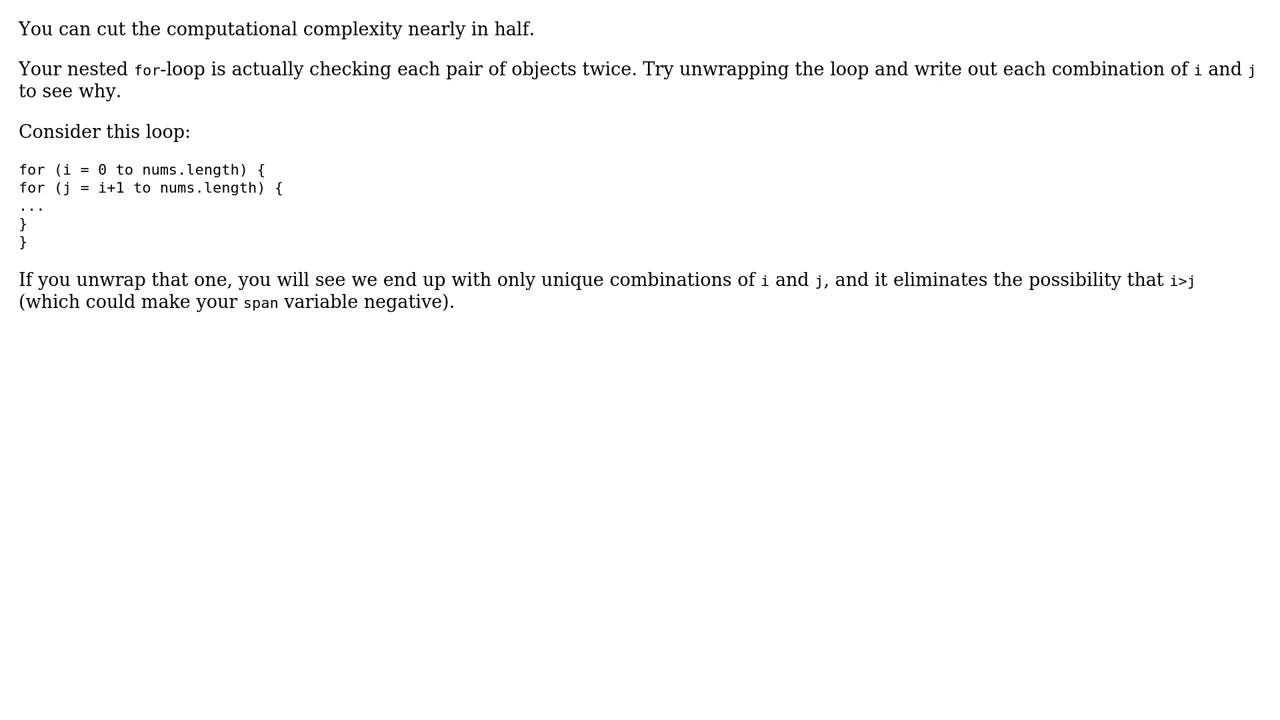 You can cut the computational complexity nearly in half.
Your nested for-loop is actually checking each pair of objects twice. Try unwrapping the loop and write out each combination of i and j
to see why.
Consider this loop:
for (i = 0 to nums.length) {
for (j = i+1 to nums.length) {
...
}
}
If you unwrap that one, you will see we end up with only unique combinations of i and j, and it eliminates the possibility that i>j
(which could make your span variable negative).